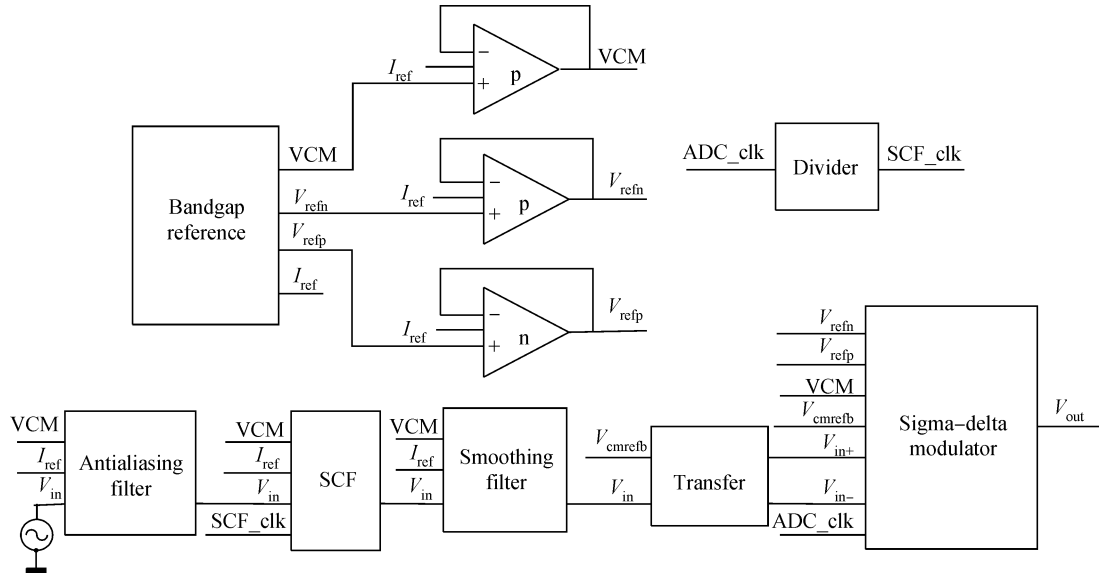 −
I_ref
p
+
VCM
Bandgap
reference
VCM
V_refn
V_refp
I_ref
−
I_ref
p
+
V_refn
−
I_ref
n
+
V_refp
ADC_clk
Divider
SCF_clk
VCM
I_ref
V_in
Antialiasing
filter
VCM
I_ref
V_in
SCF_clk
SCF
VCM
I_ref
V_in
Smoothing
filter
V_cmrefb
V_in
Transfer
V_refn
V_refp
VCM
V_cmrefb
V_in+
V_in−
ADC_clk
Sigma−delta
modulator
V_out